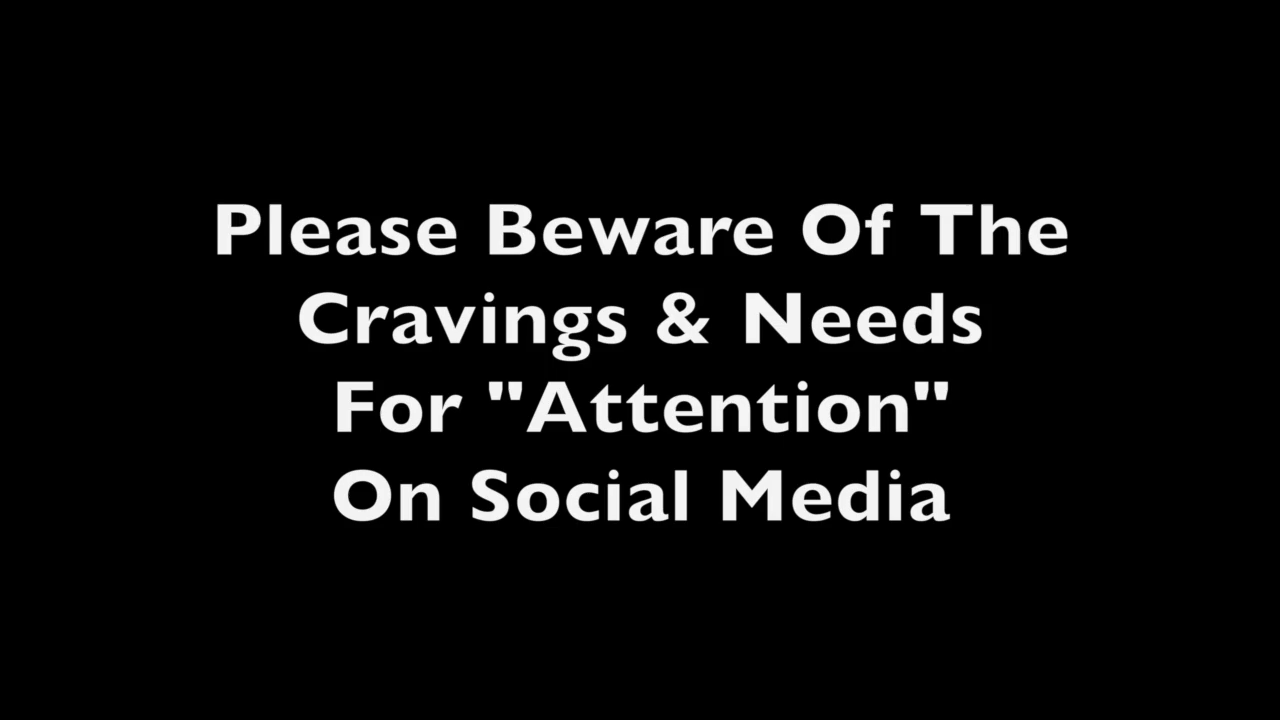 Please Beware Of The
Cravings & Needs
For "Attention"
On Social Media